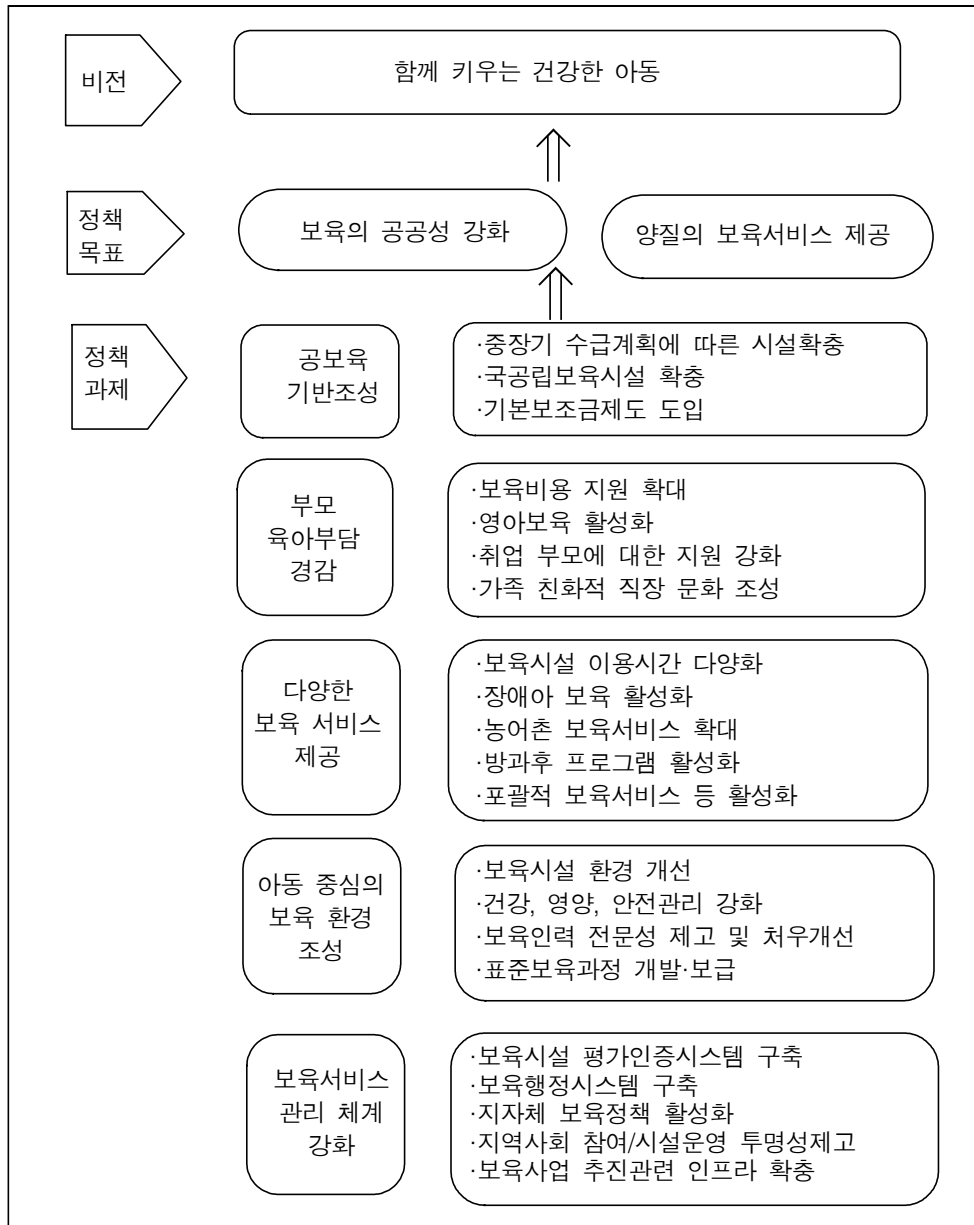 비전
함께 키우는 건강한 아동
정책
목표
보육의 공공성 강화
양질의 보육서비스 제공
정책
과제
공보육
기반조성
·중장기 수급계획에 따른 시설확충
·국공립보육시설 확충
·기본보조금제도 도입
부모
육아부담
경감
·보육비용 지원 확대
·영아보육 활성화
·취업 부모에 대한 지원 강화
·가족 친화적 직장 문화 조성
다양한
보육 서비스
제공
·보육시설 이용시간 다양화
·장애아 보육 활성화
·농어촌 보육서비스 확대
·방과후 프로그램 활성화
·포괄적 보육서비스 등 활성화
아동 중심의
보육 환경
조성
·보육시설 환경 개선
·건강, 영양, 안전관리 강화
·보육인력 전문성 제고 및 처우개선
·표준보육과정 개발·보급
보육서비스
관리 체계
강화
·보육시설 평가인증시스템 구축
·보육행정시스템 구축
·지자체 보육정책 활성화
·지역사회 참여/시설운영 투명성제고
·보육사업 추진관련 인프라 확충